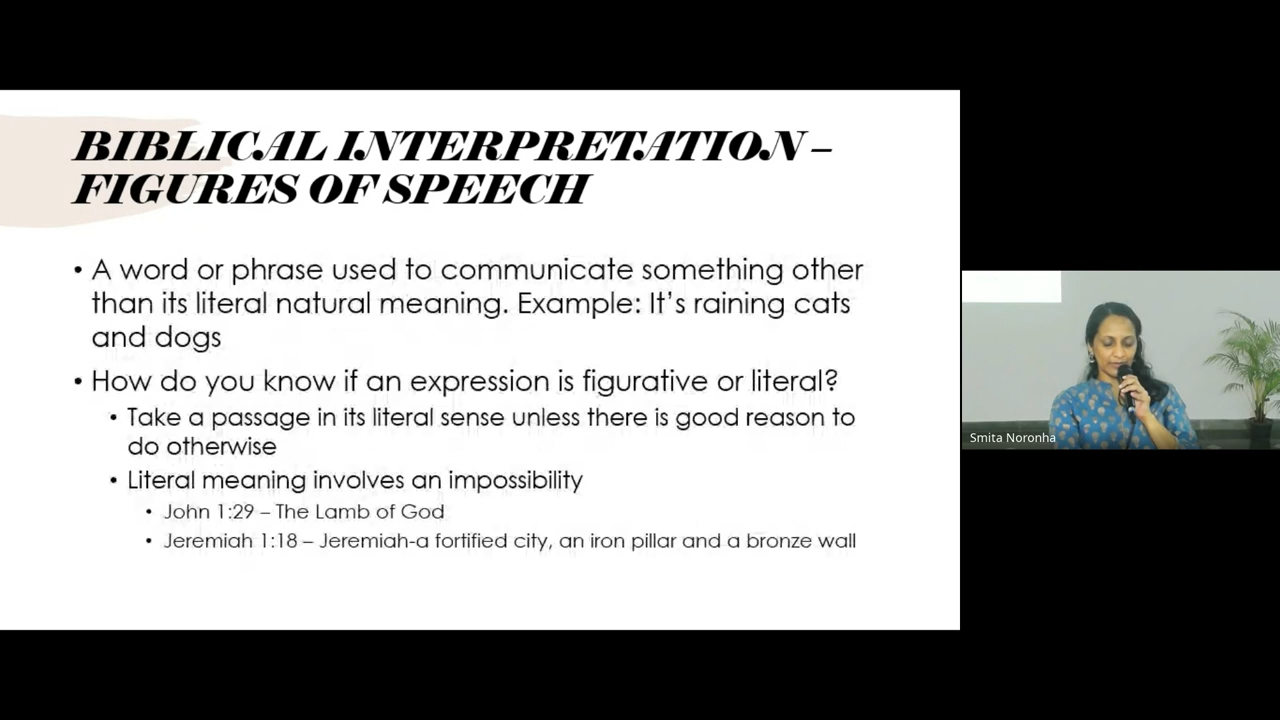 BIBLICAL INTERPRETATION –
FIGURES OF SPEECH
• A word or phrase used to communicate something other
than its literal natural meaning. Example: It’s raining cats
and dogs
• How do you know if an expression is figurative or literal?
• Take a passage in its literal sense unless there is good reason to
do otherwise
• Literal meaning involves an impossibility
• John 1:29 – The Lamb of God
• Jeremiah 1:18 – Jeremiah-a fortified city, an iron pillar and a bronze wall
Smita Noronha